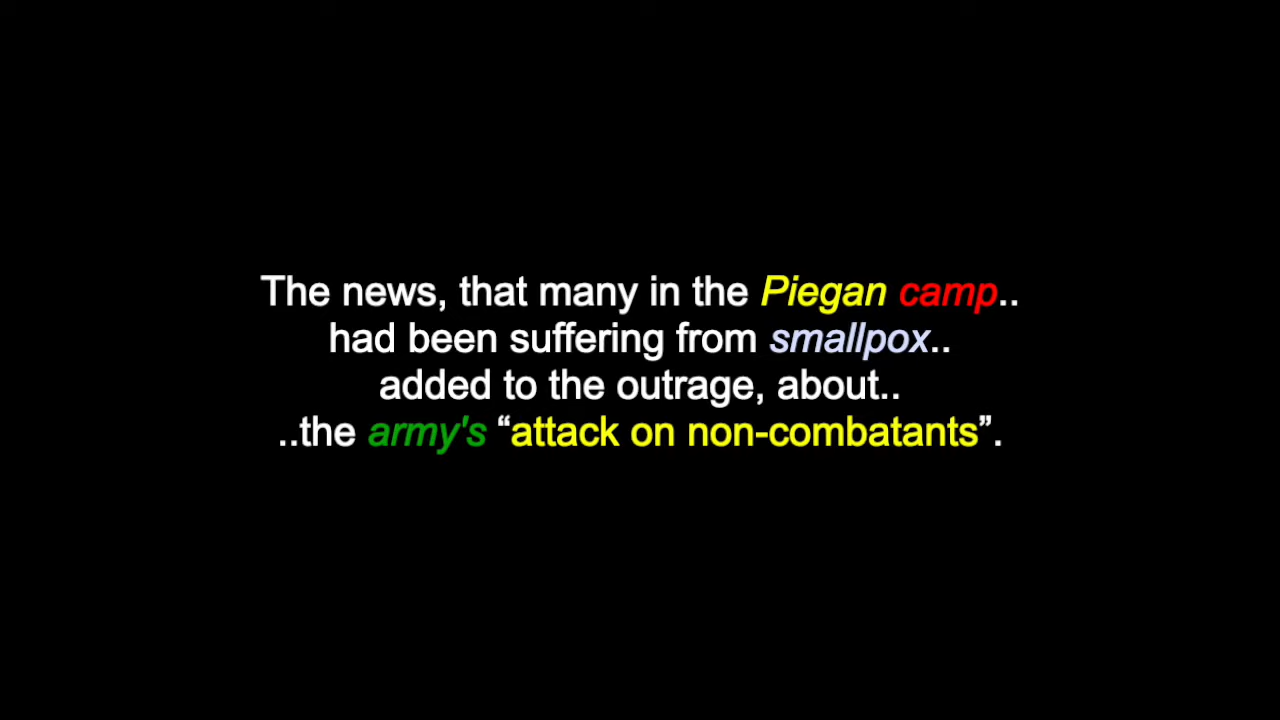 The news, that many in the Piegan camp..
had been suffering from smallpox..
added to the outrage, about..
..the army's “attack on non-combatants”.